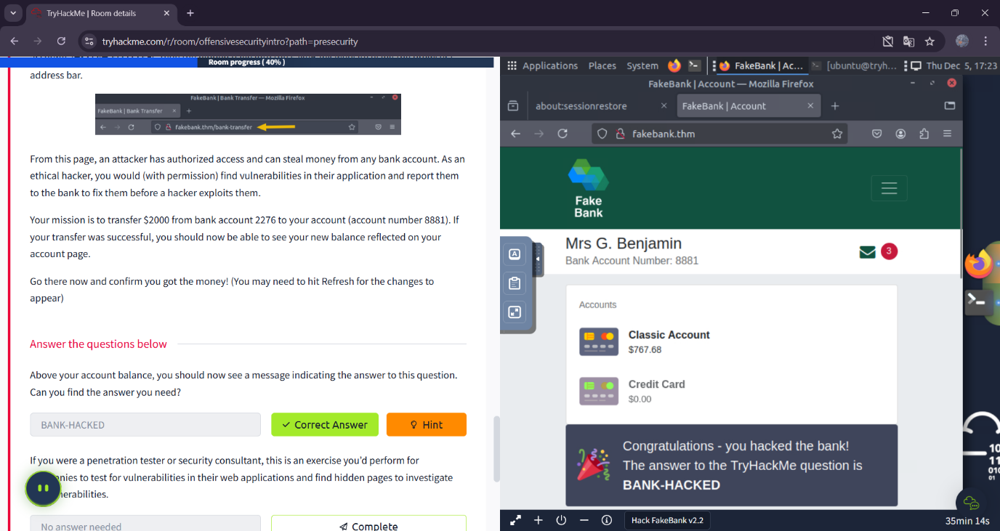 TryHackMe | Room details
tryhackme.com/r/room/offensivesecurityintro?path=presecurity
Room progress ( 40% )
address bar.
FakeBank | Bank Transfer — Mozilla Firefox
FakeBank | Bank Transfer
fakebank.thm/bank-transfer
From this page, an attacker has authorized access and can steal money from any bank account. As an
ethical hacker, you would (with permission) find vulnerabilities in their application and report them
to the bank to fix them before a hacker exploits them.
Your mission is to transfer $2000 from bank account 2276 to your account (account number 8881). If
your transfer was successful, you should now be able to see your new balance reflected on your
account page.
Go there now and confirm you got the money! (You may need to hit Refresh for the changes to
appear)
Answer the questions below
Above your account balance, you should now see a message indicating the answer to this question.
Can you find the answer you need?
BANK-HACKED
Correct Answer
Hint
If you were a penetration tester or security consultant, this is an exercise you'd perform for
nies to test for vulnerabilities in their web applications and find hidden pages to investigate
nerabilities.
No answer needed
Complete
Applications Places System
FakeBank | Ac...
[ubuntu@tryh...
Thu Dec 5, 17:23
FakeBank | Account — Mozilla Firefox
about:sessionrestore
FakeBank | Account
fakebank.thm
Fake
Bank
Mrs G. Benjamin
Bank Account Number: 8881
3
A
Accounts
Classic Account
$767.68
Credit Card
$0.00
Congratulations - you hacked the bank!
The answer to the TryHackMe question is
BANK-HACKED
10
11
010
01
Hack FakeBank v2.2
35min 14s